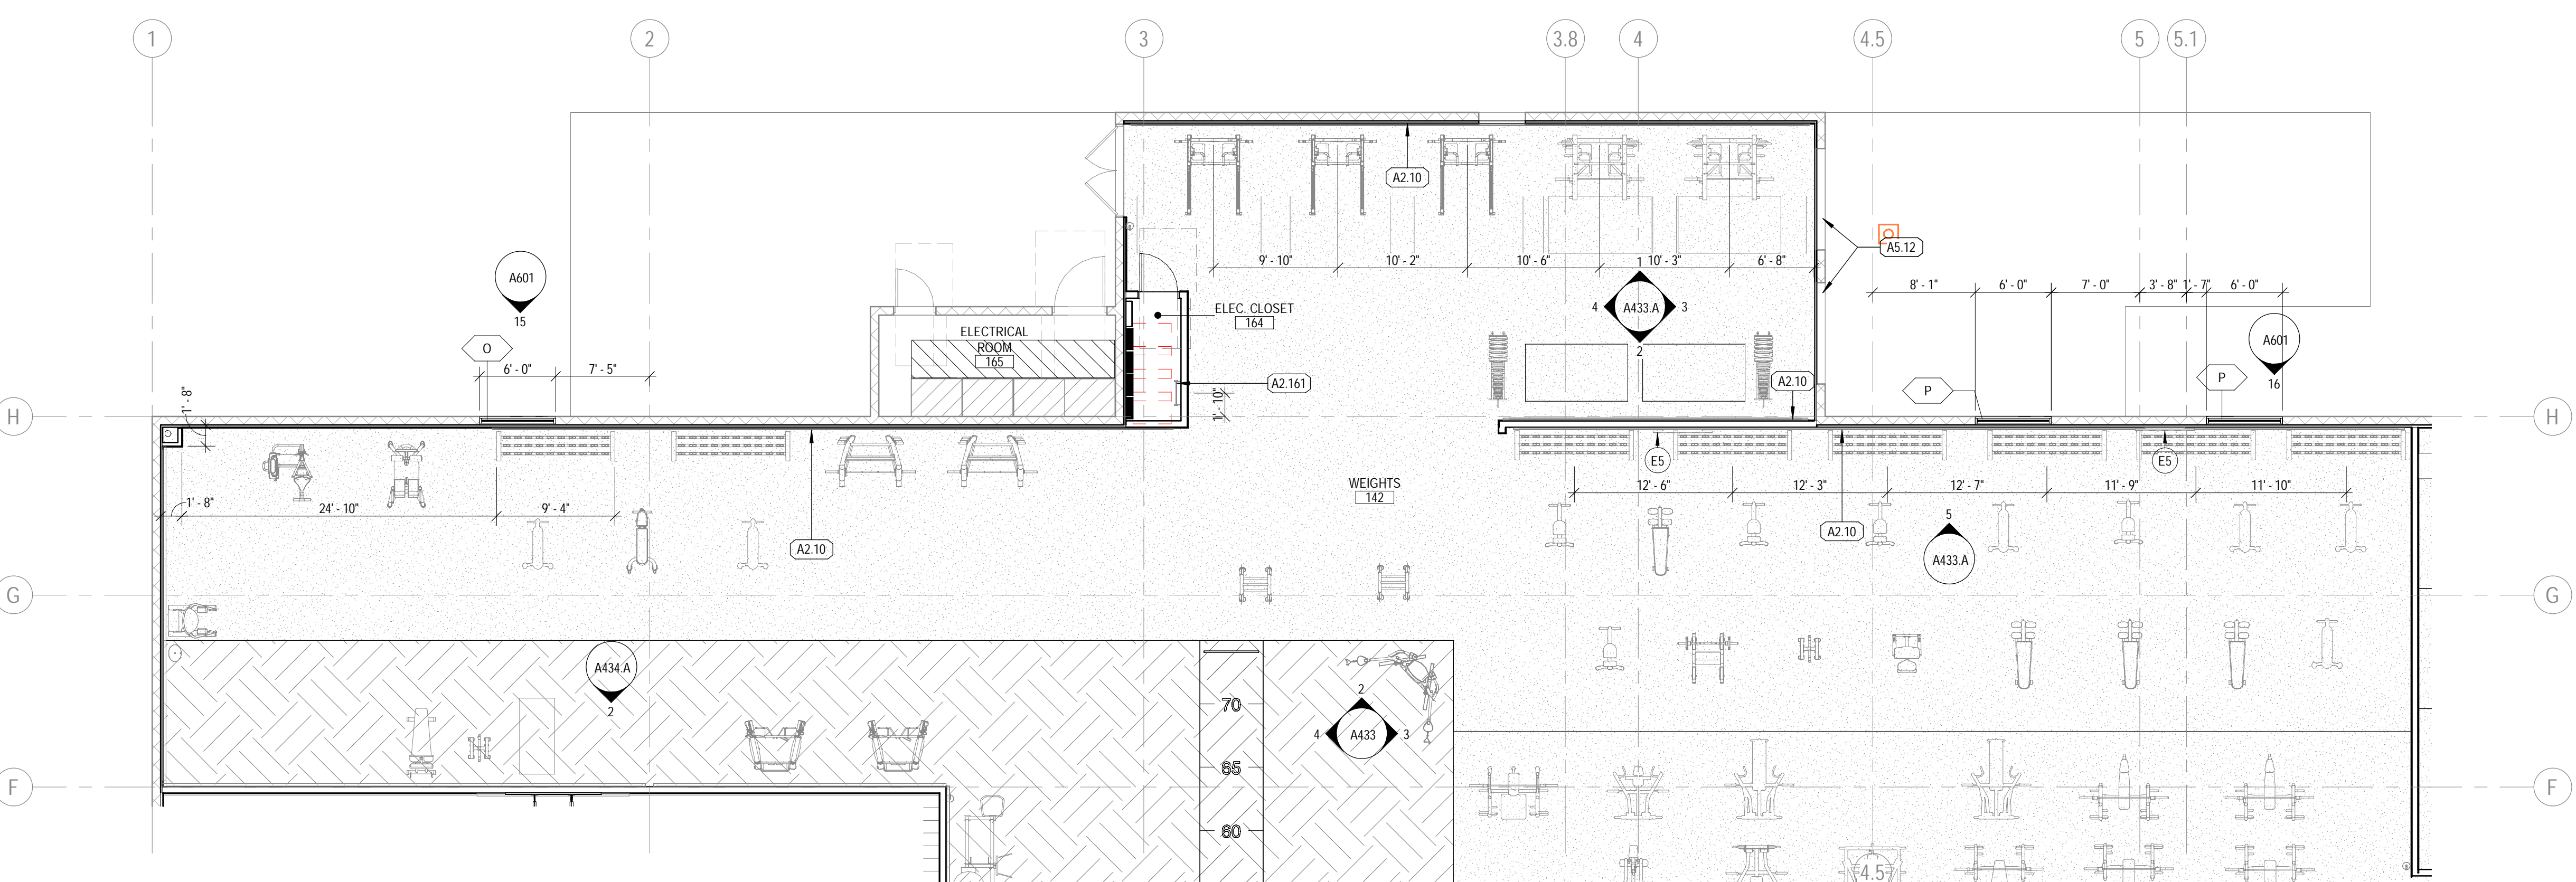 1 2 3 3.8 4 4.5 5 5.1
A2.10
A5.12
9' - 10" 10' - 2" 10' - 6" 10' - 3" 6' - 8"
1
4 A433.A 3
2
A601
15
O
6' - 0" 7' - 5"
ELECTRICAL
ROOM
165
ELEC. CLOSET
164
A2.161
1' - 10"
A2.10
8' - 1" 6' - 0" 7' - 0" 3' - 8" 1' - 7" 6' - 0"
A601
16
P
P
H
H
1' - 8"
1' - 8"
24' - 10" 9' - 4"
A2.10
WEIGHTS
142
E5
E5
12' - 6" 12' - 3" 12' - 7" 11' - 9" 11' - 10"
A2.10
5
A433.A
G
G
A434.A
2
70
65
60
2
4 A433 3
F
F
4.5